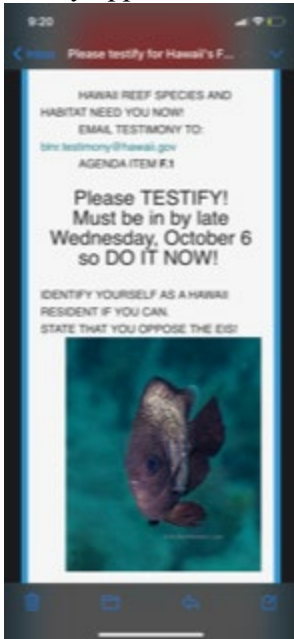 9:20
Please testify for Hawaii's F...
HAWAII REEF SPECIES AND
HABITAT NEED YOU NOW!
EMAIL TESTIMONY TO:
blnr.testimony@hawaii.gov
AGENDA ITEM F.1
Please TESTIFY!
Must be in by late
Wednesday, October 6
so DO IT NOW!
IDENTIFY YOURSELF AS A HAWAII
RESIDENT IF YOU CAN.
STATE THAT YOU OPPOSE THE EIS!